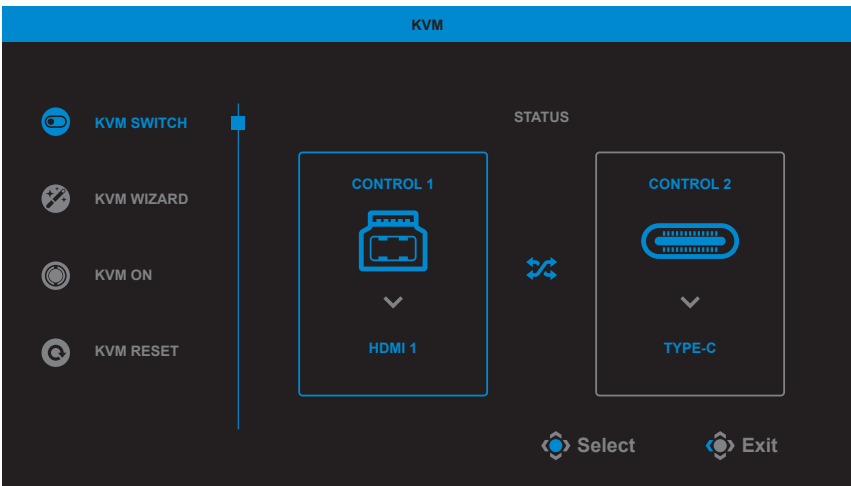 KVM
KVM SWITCH
KVM WIZARD
KVM ON
KVM RESET
STATUS
CONTROL 1
HDMI 1
CONTROL 2
TYPE-C
Select
Exit